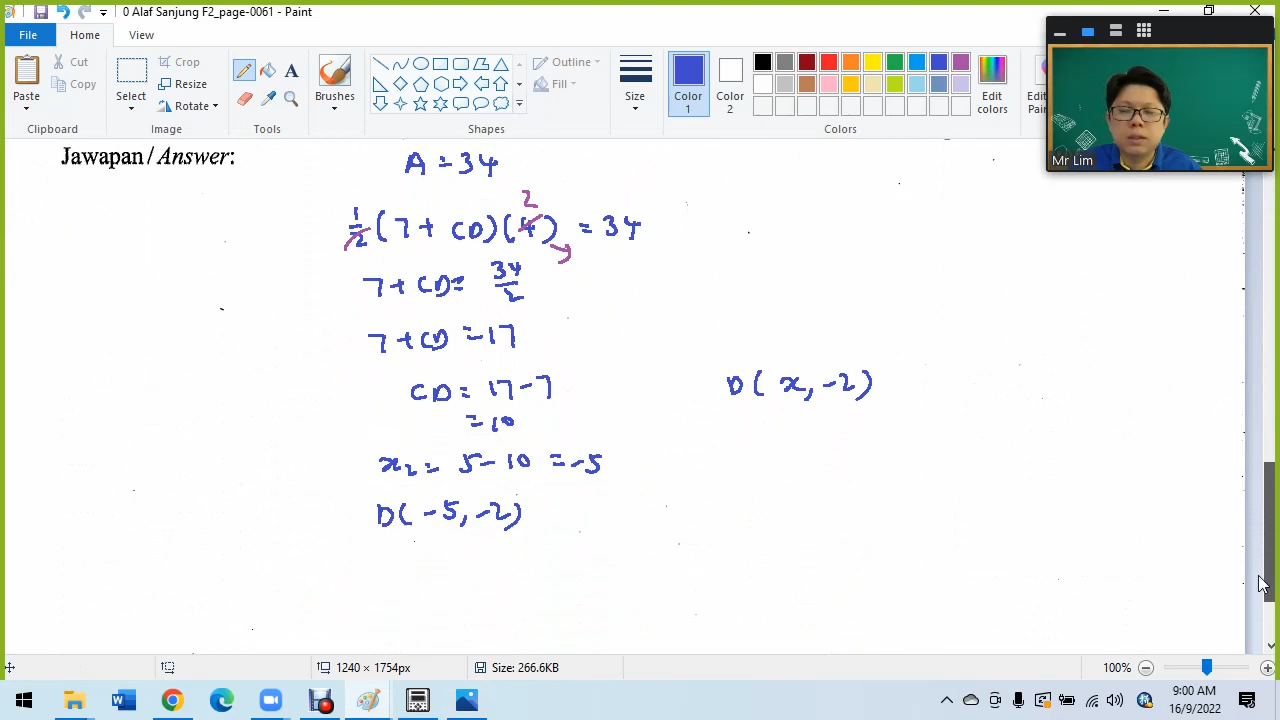 0 Alaf Sanjung F2_page-0061 - Paint
File Home View
Paste Cut Copy Clipboard
Select Crop Resize Rotate Image
Tools
Brushes
Outline Fill Shapes
Size
Color 1 Color 2 Edit colors Colors
Mr Lim
Jawapan / Answer:
A = 34
1/2 (7 + CD)(4) = 34
2
7 + CD = 34/2
7 + CD = 17
CD = 17 - 7
= 10
D( x, -2)
x₂ = 5 - 10 = -5
D( -5, -2)
1240 × 1754px Size: 266.6KB 100%
9:00 AM
16/9/2022